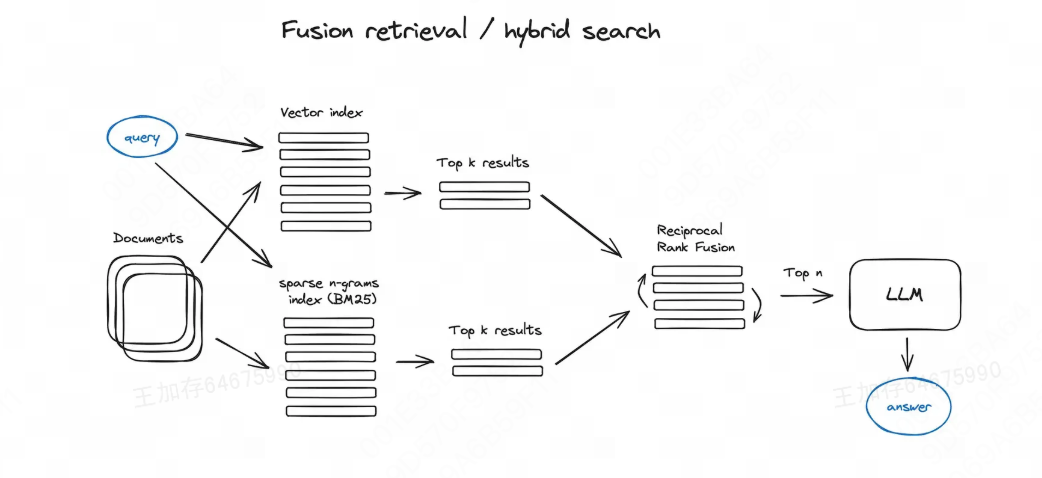 Fusion retrieval / hybrid search
query
Vector index
Top k results
Documents
Reciprocal
Rank Fusion
sparse n-grams
index (BM25)
Top n
LLM
Top k results
answer
王加存64675990
王加存64675990